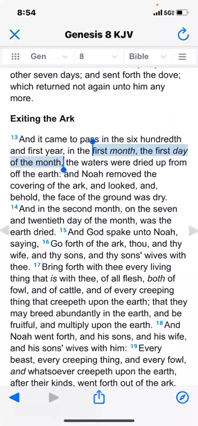 8:54
SOS 5G
Genesis 8 KJV
Gen 8 Bible
other seven days; and sent forth the dove;
which returned not again unto him any
more.
Exiting the Ark
13 And it came to pass in the six hundredth
and first year, in the first month, the first day
of the month, the waters were dried up from
off the earth: and Noah removed the
covering of the ark, and looked, and,
behold, the face of the ground was dry.
14 And in the second month, on the seven
and twentieth day of the month, was the
earth dried. 15 And God spake unto Noah,
saying, 16 Go forth of the ark, thou, and thy
wife, and thy sons, and thy sons' wives with
thee. 17 Bring forth with thee every living
thing that is with thee, of all flesh, both of
fowl, and of cattle, and of every creeping
thing that creepeth upon the earth; that they
may breed abundantly in the earth, and be
fruitful, and multiply upon the earth. 18 And
Noah went forth, and his sons, and his wife,
and his sons' wives with him: 19 Every
beast, every creeping thing, and every fowl,
and whatsoever creepeth upon the earth,
after their kinds, went forth out of the ark.